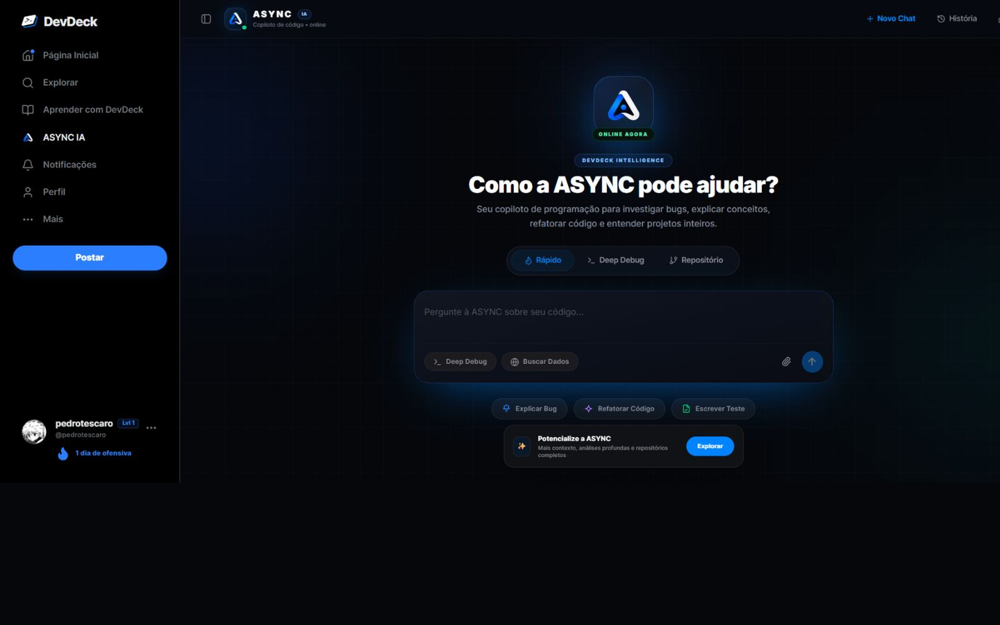 DevDeck
Página Inicial
Explorar
Aprender com DevDeck
ASYNC IA
Notificações
Perfil
Mais
Postar
pedrotescaro Lvl 1
@pedrotescaro
1 dia de ofensiva
ASYNC IA
Copiloto de código • online
Novo Chat
História
ONLINE AGORA
DEVDECK INTELLIGENCE
Como a ASYNC pode ajudar?
Seu copiloto de programação para investigar bugs, explicar conceitos,
refatorar código e entender projetos inteiros.
Rápido
Deep Debug
Repositório
Pergunte à ASYNC sobre seu código...
Deep Debug
Buscar Dados
Explicar Bug
Refatorar Código
Escrever Teste
Potencialize a ASYNC
Mais contexto, análises profundas e repositórios
completos
Explorar